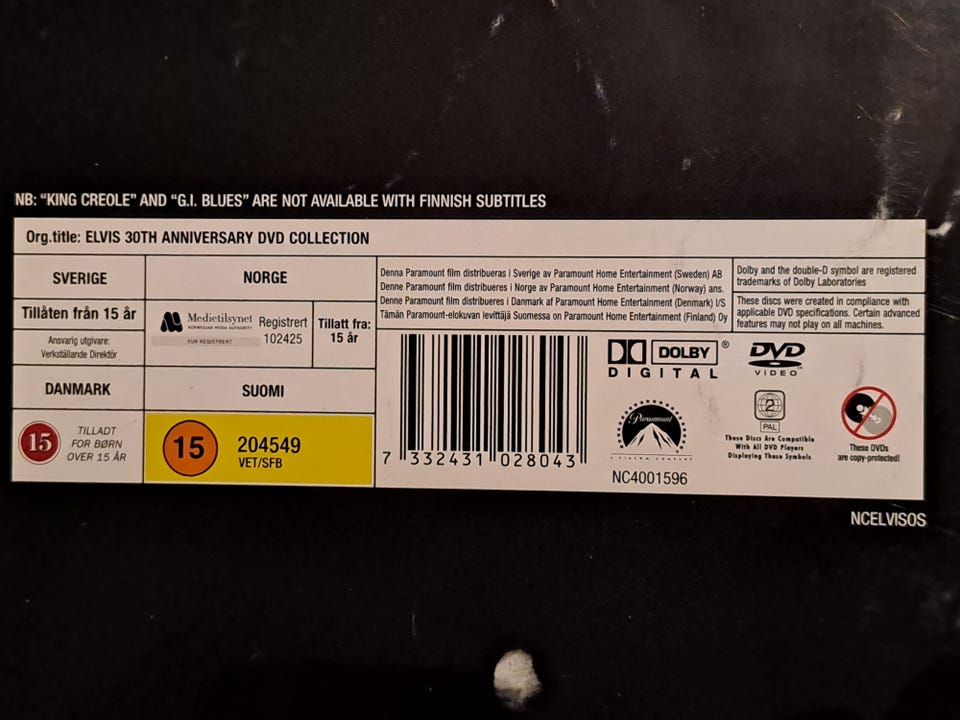 NB: “KING CREOLE” AND “G.I. BLUES” ARE NOT AVAILABLE WITH FINNISH SUBTITLES
Org.title: ELVIS 30TH ANNIVERSARY DVD COLLECTION
SVERIGE
NORGE
Tillåten från 15 år
Ansvarig utgivare:
Verkställande Direktör
Medietilsynet
NORWEGIAN MEDIA AUTHORITY
KUN REGISTRERT
Registrert
102425
Tillatt fra:
15 år
DANMARK
SUOMI
15
TILLADT
FOR BØRN
OVER 15 ÅR
15
204549
VET/SFB
Denna Paramount film distribueras i Sverige av Paramount Home Entertainment (Sweden) AB
Denne Paramount film distribueres i Norge av Paramount Home Entertainment (Norway) ans.
Denne Paramount film distribueres i Danmark af Paramount Home Entertainment (Denmark) I/S
Tämän Paramount-elokuvan levittäjä Suomessa on Paramount Home Entertainment (Finland) Oy
Dolby and the double-D symbol are registered
trademarks of Dolby Laboratories
These discs were created in compliance with
applicable DVD specifications. Certain advanced
features may not play on all machines.
7 332431 028043
DOLBY ®
DIGITAL
DVD
VIDEO
Paramount
NC4001596
2
PAL
These Discs Are Compatible
With All DVD Players
Displaying These Symbols
These DVDs
are copy-protected!
NCELVISOS